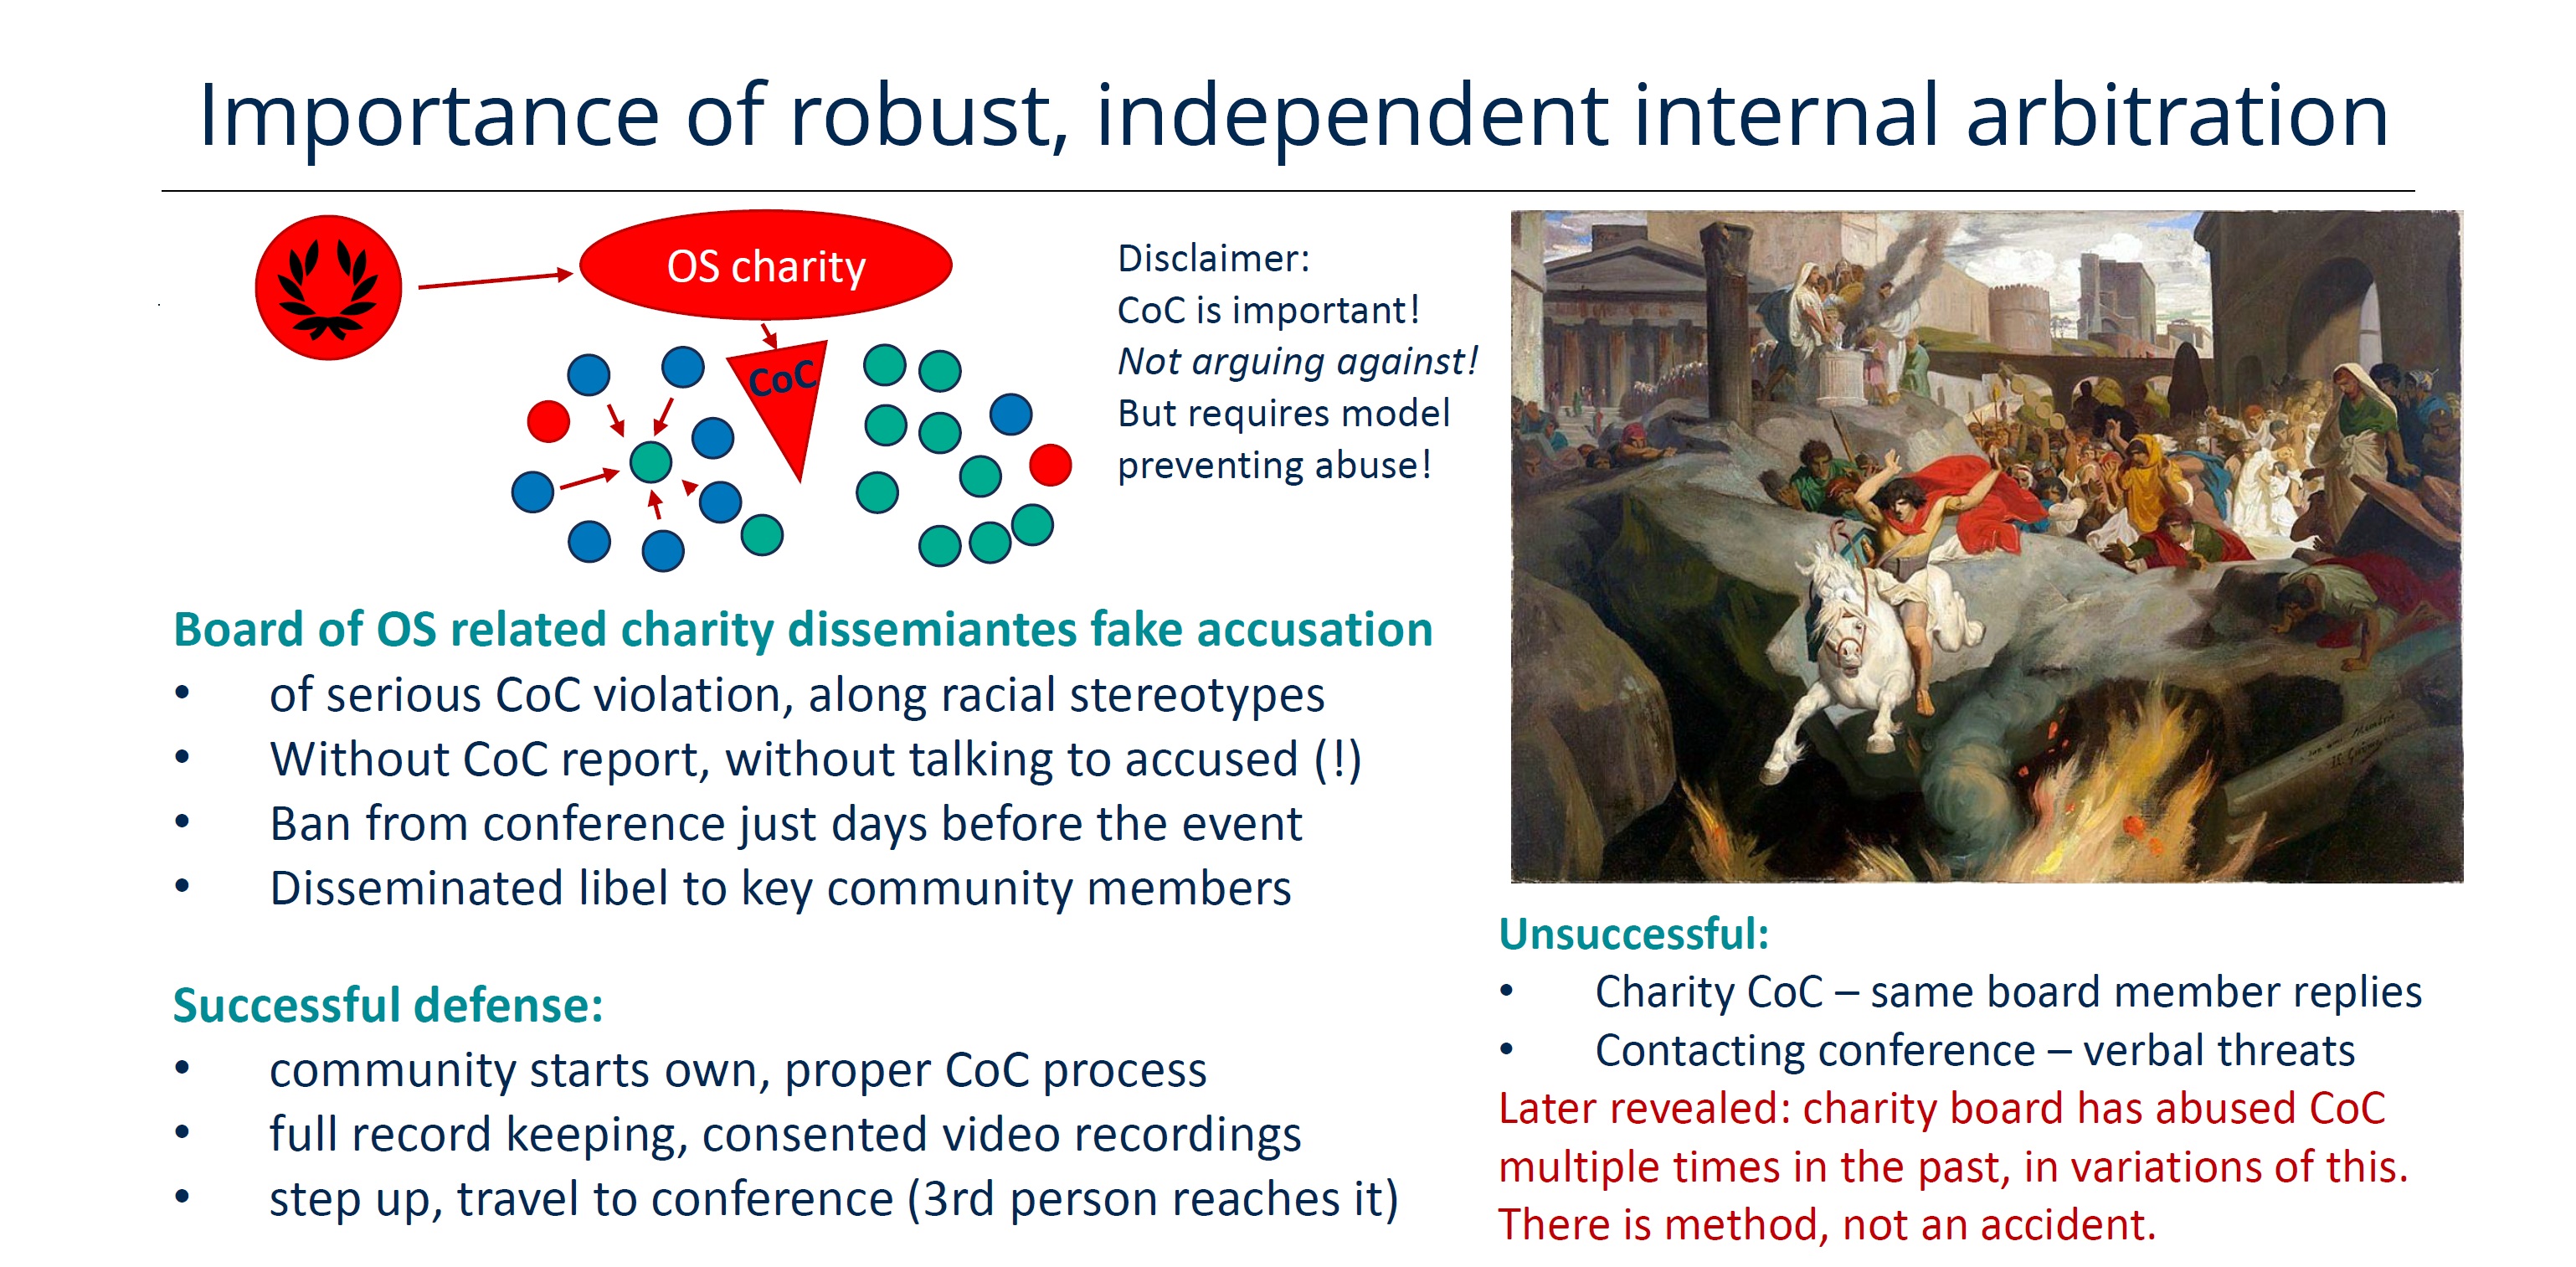 Importance of robust, independent internal arbitration
OS charity
CoC
Disclaimer:
CoC is important!
Not arguing against!
But requires model
preventing abuse!
Board of OS related charity dissemiantes fake accusation
• of serious CoC violation, along racial stereotypes
• Without CoC report, without talking to accused (!)
• Ban from conference just days before the event
• Disseminated libel to key community members
Successful defense:
• community starts own, proper CoC process
• full record keeping, consented video recordings
• step up, travel to conference (3rd person reaches it)
Unsuccessful:
• Charity CoC – same board member replies
• Contacting conference – verbal threats
Later revealed: charity board has abused CoC
multiple times in the past, in variations of this.
There is method, not an accident.